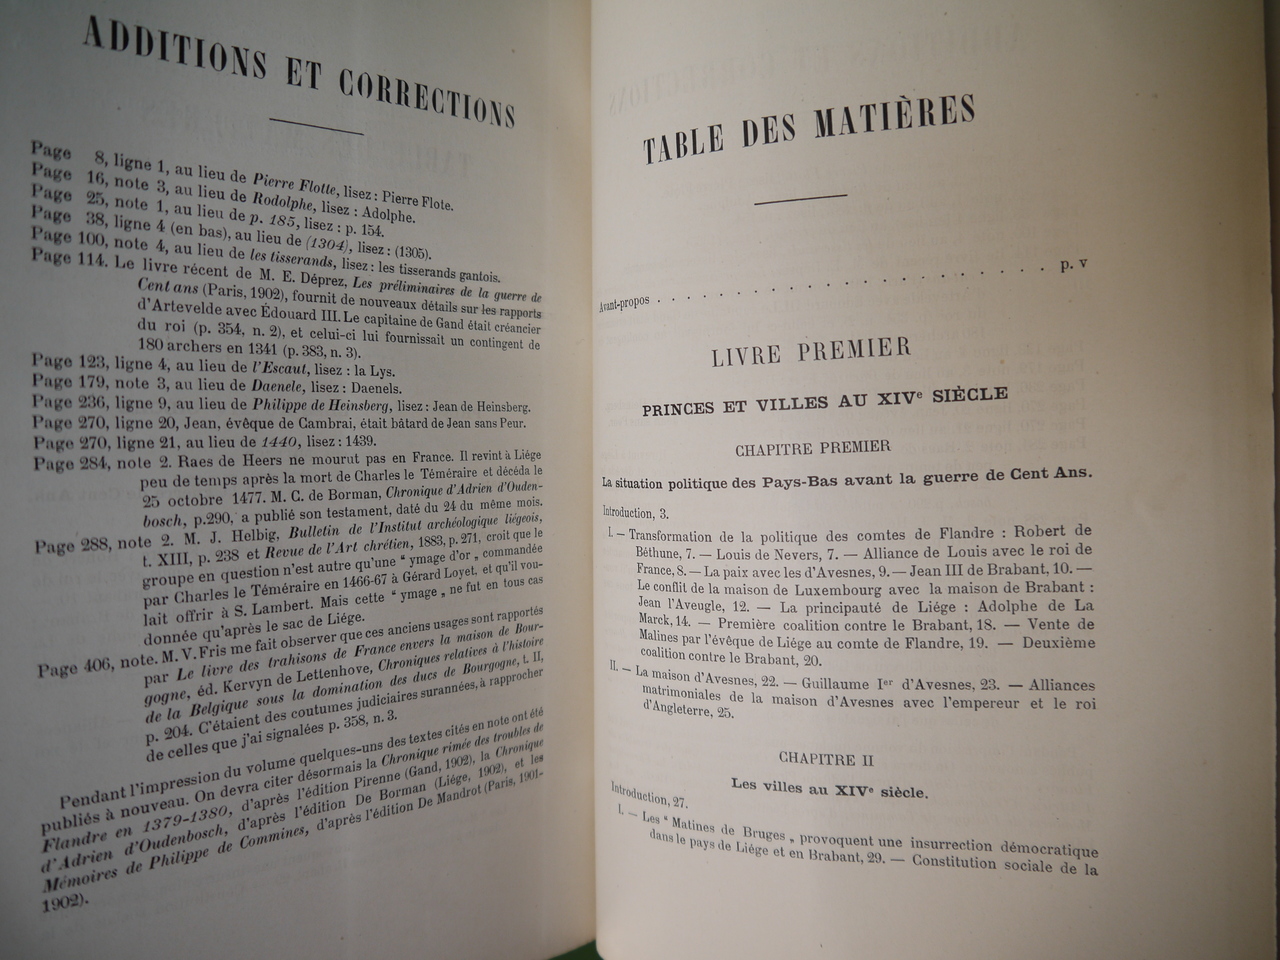 ADDITIONS ET CORRECTIONS
Page 8, ligne 1, au lieu de Pierre Flotte, lisez : Pierre Flote.
Page 16, note 3, au lieu de Rodolphe, lisez : Adolphe.
Page 25, note 1, au lieu de p. 185, lisez : p. 154.
Page 38, ligne 4 (en bas), au lieu de (1304), lisez : (1305).
Page 100, note 4, au lieu de les tisserands, lisez : les tisserands gantois.
Page 114. Le livre récent de M. E. Déprez, Les préliminaires de la guerre de
Cent ans (Paris, 1902), fournit de nouveaux détails sur les rapports
d'Artevelde avec Édouard III. Le capitaine de Gand était créancier
du roi (p. 354, n. 2), et celui-ci lui fournissait un contingent de
180 archers en 1341 (p. 383, n. 3).
Page 123, ligne 4, au lieu de l'Escaut, lisez : la Lys.
Page 179, note 3, au lieu de Daenele, lisez : Daenels.
Page 236, ligne 9, au lieu de Philippe de Heinsberg, lisez : Jean de Heinsberg.
Page 270, ligne 20, Jean, évêque de Cambrai, était bâtard de Jean sans Peur.
Page 270, ligne 21, au lieu de 1440, lisez : 1439.
Page 284, note 2. Raes de Heers ne mourut pas en France. Il revint à Liége
peu de temps après la mort de Charles le Téméraire et décéda le
25 octobre 1477. M. C. de Borman, Chronique d'Adrien d'Ouden-
bosch, p. 290, a publié son testament, daté du 24 du même mois.
Page 288, note 2. M. J. Helbig, Bulletin de l'Institut archéologique liégeois,
t. XIII, p. 238 et Revue de l'Art chrétien, 1883, p. 271, croit que le
groupe en question n'est autre qu'une “ ymage d'or „ commandée
par Charles le Téméraire en 1466-67 à Gérard Loyet, et qu'il vou-
lait offrir à S. Lambert. Mais cette “ ymage „ ne fut en tous cas
donnée qu'après le sac de Liége.
Page 406, note. M. V. Fris me fait observer que ces anciens usages sont rapportés
par Le livre des trahisons de France envers la maison de Bour-
gogne, éd. Kervyn de Lettenhove, Chroniques relatives à l'histoire
de la Belgique sous la domination des ducs de Bourgogne, t. II,
p. 204. C'étaient des coutumes judiciaires surannées, à rapprocher
de celles que j'ai signalées p. 358, n. 3.
Pendant l'impression du volume quelques-uns des textes cités en note ont été
publiés à nouveau. On devra citer désormais la Chronique rimée des troubles de
Flandre en 1379-1380, d'après l'édition Pirenne (Gand, 1902), la Chronique
d'Adrien d'Oudenbosch, d'après l'édition De Borman (Liége, 1902), et les
Mémoires de Philippe de Commines, d'après l'édition De Mandrot (Paris, 1901-
1902).
TABLE DES MATIÈRES
Avant-propos . . . . . . . . . . . . . . . . p. v
LIVRE PREMIER
PRINCES ET VILLES AU XIVe SIÈCLE
CHAPITRE PREMIER
La situation politique des Pays-Bas avant la guerre de Cent Ans.
Introduction, 3.
I. — Transformation de la politique des comtes de Flandre : Robert de
Béthune, 7. — Louis de Nevers, 7. — Alliance de Louis avec le roi de
France, 8. — La paix avec les d'Avesnes, 9. — Jean III de Brabant, 10. —
Le conflit de la maison de Luxembourg avec la maison de Brabant :
Jean l'Aveugle, 12. — La principauté de Liége : Adolphe de La
Marck, 14. — Première coalition contre le Brabant, 18. — Vente de
Malines par l'évêque de Liége au comte de Flandre, 19. — Deuxième
coalition contre le Brabant, 20.
II. — La maison d'Avesnes, 22. — Guillaume Ier d'Avesnes, 23. — Alliances
matrimoniales de la maison d'Avesnes avec l'empereur et le roi
d'Angleterre, 25.
CHAPITRE II
Les villes au XIVe siècle.
Introduction, 27.
I. — Les “ Matines de Bruges „ provoquent une insurrection démocratique
dans le pays de Liége et en Brabant, 29. — Constitution sociale de la